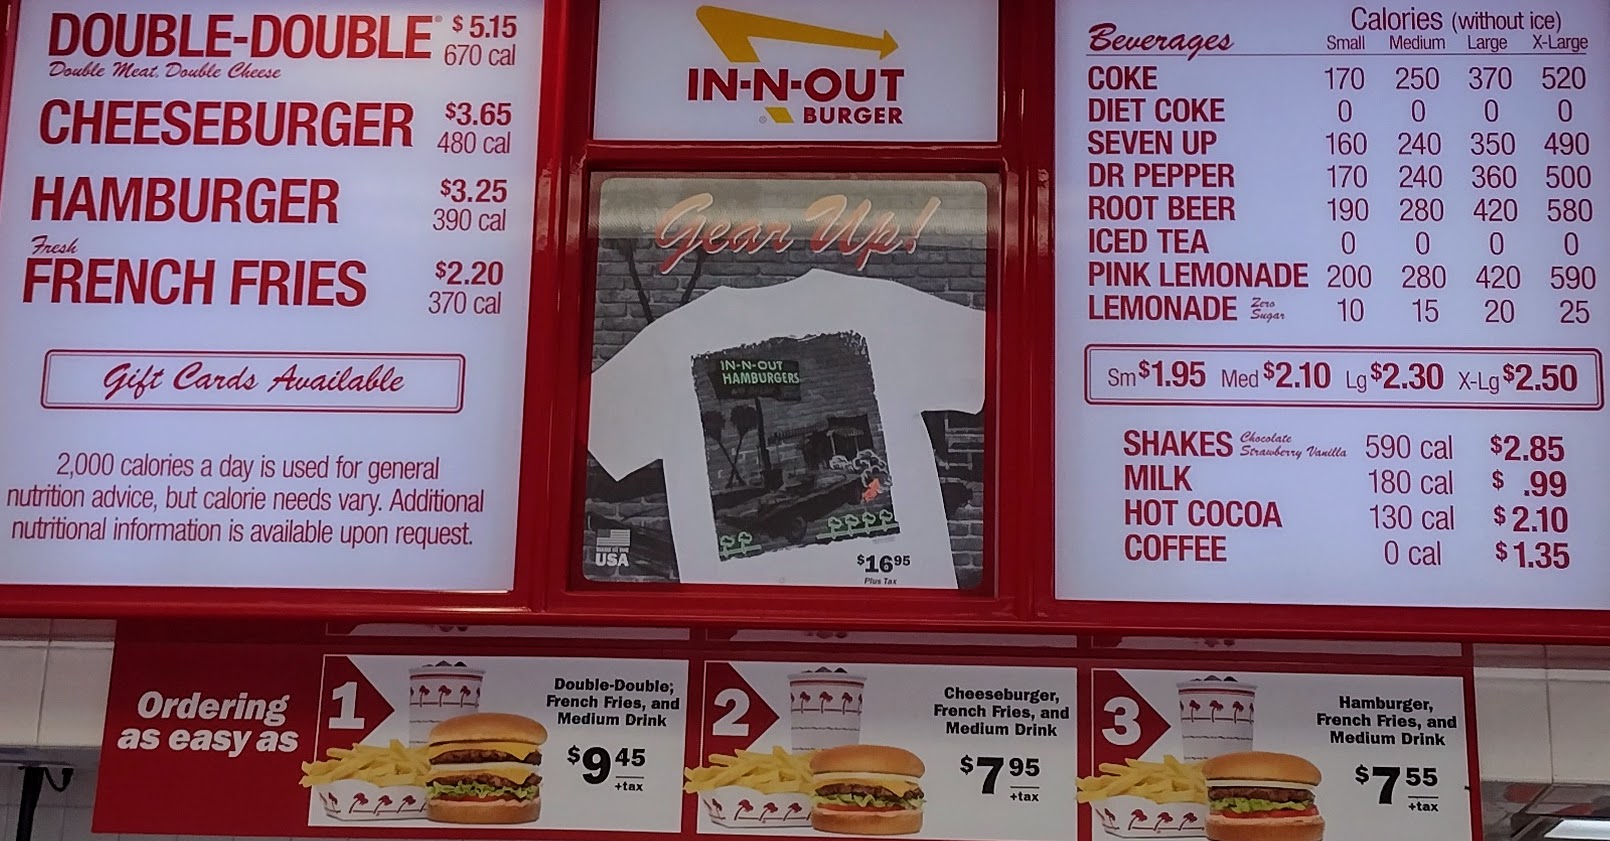 DOUBLE-DOUBLE® $5.15
Double Meat, Double Cheese 670 cal
CHEESEBURGER $3.65
480 cal
HAMBURGER $3.25
390 cal
Fresh
FRENCH FRIES $2.20
370 cal
Gift Cards Available
2,000 calories a day is used for general
nutrition advice, but calorie needs vary. Additional
nutritional information is available upon request.
IN-N-OUT
® BURGER
Gear Up!
IN-N-OUT
HAMBURGERS
USA
$16.95
Plus Tax
Calories (without ice)
Beverages Small Medium Large X-Large
COKE 170 250 370 520
DIET COKE 0 0 0 0
SEVEN UP 160 240 350 490
DR PEPPER 170 240 360 500
ROOT BEER 190 280 420 580
ICED TEA 0 0 0 0
PINK LEMONADE 200 280 420 590
LEMONADE Zero Sugar 10 15 20 25
Sm $1.95 Med $2.10 Lg $2.30 X-Lg $2.50
SHAKES Chocolate Strawberry Vanilla 590 cal $2.85
MILK 180 cal $ .99
HOT COCOA 130 cal $2.10
COFFEE 0 cal $1.35
Ordering
as easy as
1
Double-Double,
French Fries, and
Medium Drink
$9.45
+tax
2
Cheeseburger,
French Fries, and
Medium Drink
$7.95
+tax
3
Hamburger,
French Fries, and
Medium Drink
$7.55
+tax